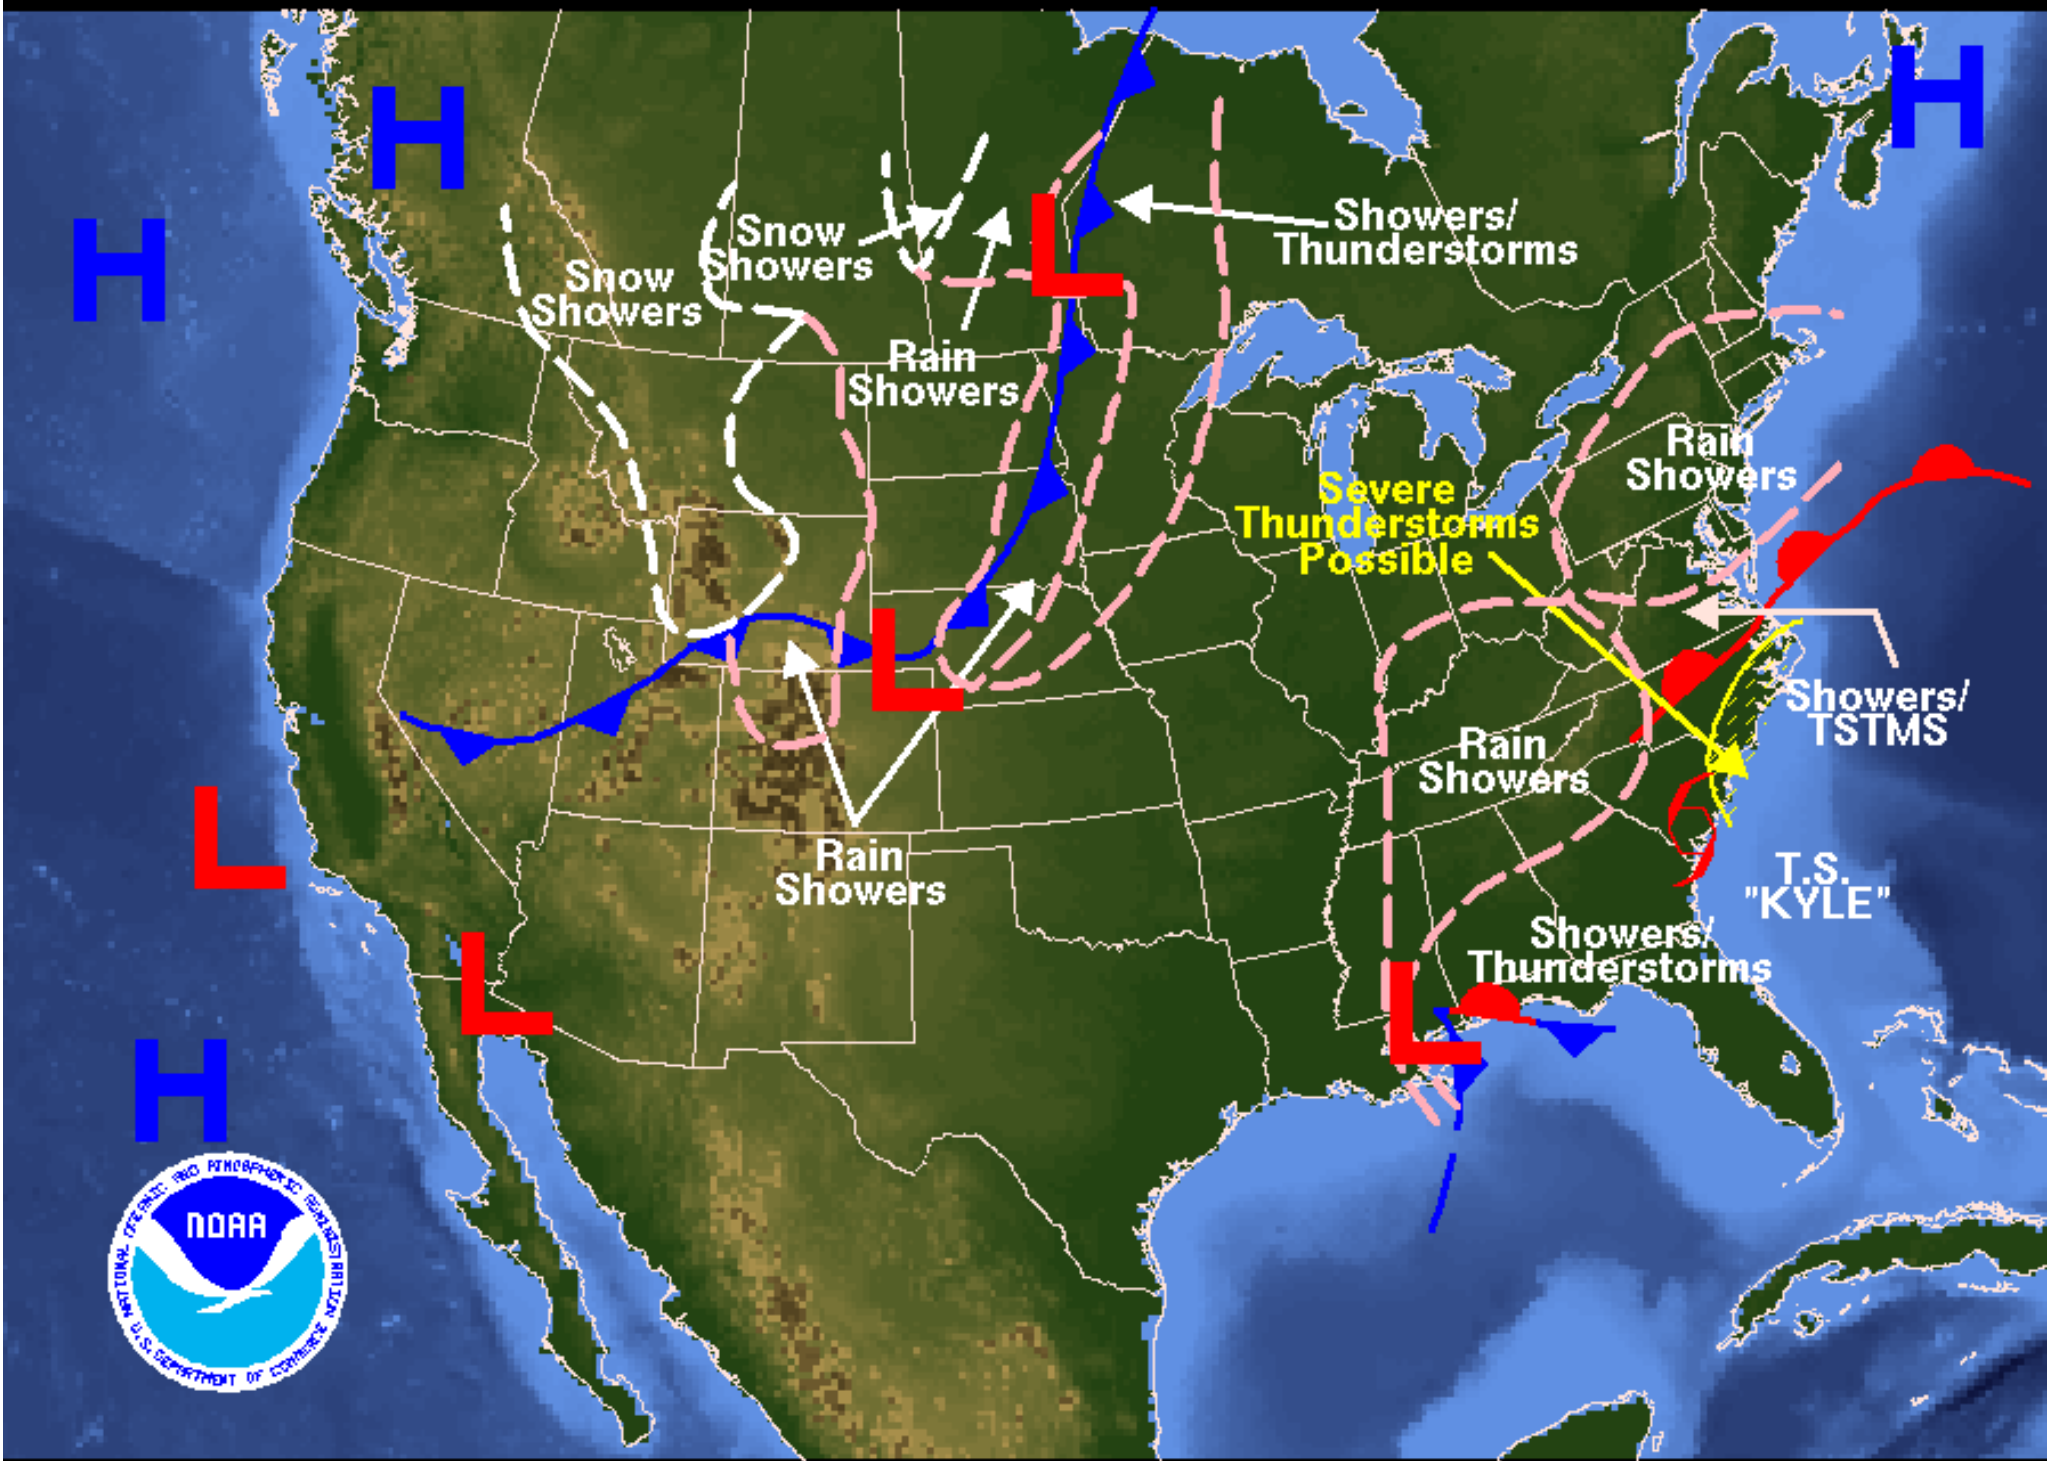 H
H
H
Snow
Showers
Snow
Showers
L
Showers/
Thunderstorms
Rain
Showers
Rain
Showers
Severe
Thunderstorms
Possible
L
Showers/
TSTMS
Rain
Showers
L
Rain
Showers
T.S.
"KYLE"
Showers/
Thunderstorms
L
L
H
NATIONAL OCEANIC AND ATMOSPHERIC ADMINISTRATION
NOAA
U.S. DEPARTMENT OF COMMERCE